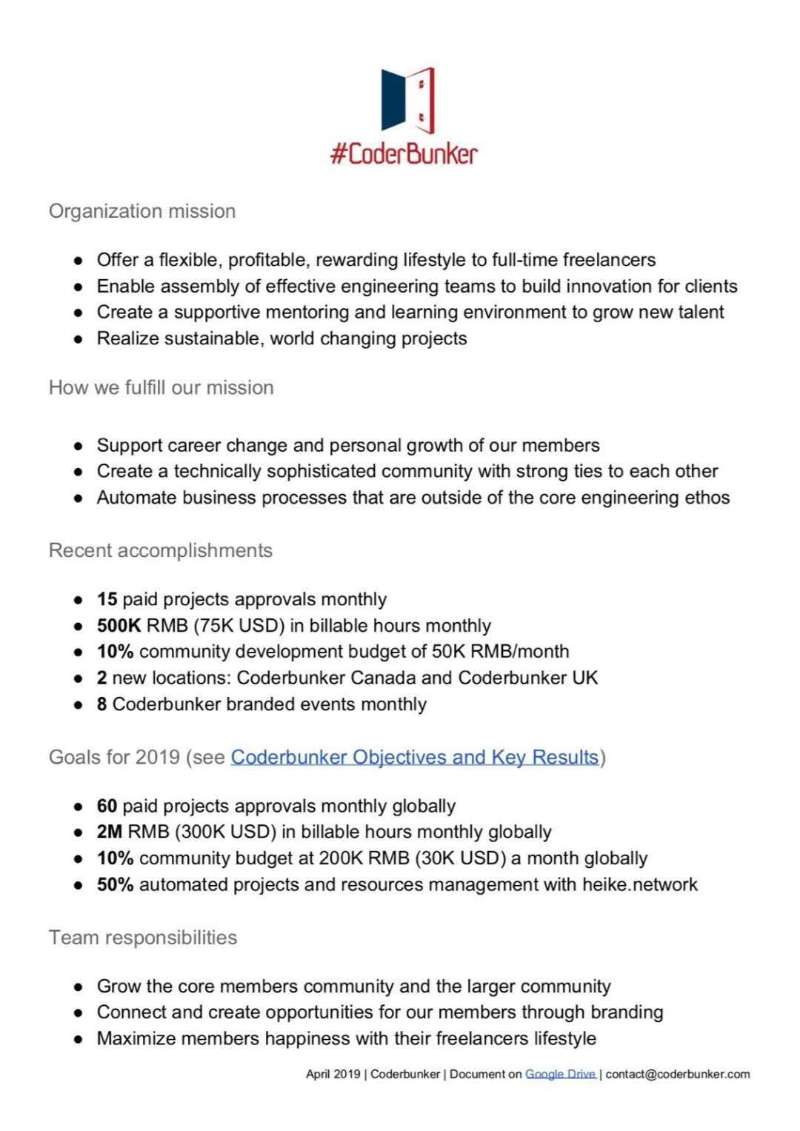 #CoderBunker
Organization mission
● Offer a flexible, profitable, rewarding lifestyle to full-time freelancers
● Enable assembly of effective engineering teams to build innovation for clients
● Create a supportive mentoring and learning environment to grow new talent
● Realize sustainable, world changing projects
How we fulfill our mission
● Support career change and personal growth of our members
● Create a technically sophisticated community with strong ties to each other
● Automate business processes that are outside of the core engineering ethos
Recent accomplishments
● 15 paid projects approvals monthly
● 500K RMB (75K USD) in billable hours monthly
● 10% community development budget of 50K RMB/month
● 2 new locations: Coderbunker Canada and Coderbunker UK
● 8 Coderbunker branded events monthly
Goals for 2019 (see Coderbunker Objectives and Key Results)
● 60 paid projects approvals monthly globally
● 2M RMB (300K USD) in billable hours monthly globally
● 10% community budget at 200K RMB (30K USD) a month globally
● 50% automated projects and resources management with heike.network
Team responsibilities
● Grow the core members community and the larger community
● Connect and create opportunities for our members through branding
● Maximize members happiness with their freelancers lifestyle
April 2019 | Coderbunker | Document on Google Drive | contact@coderbunker.com